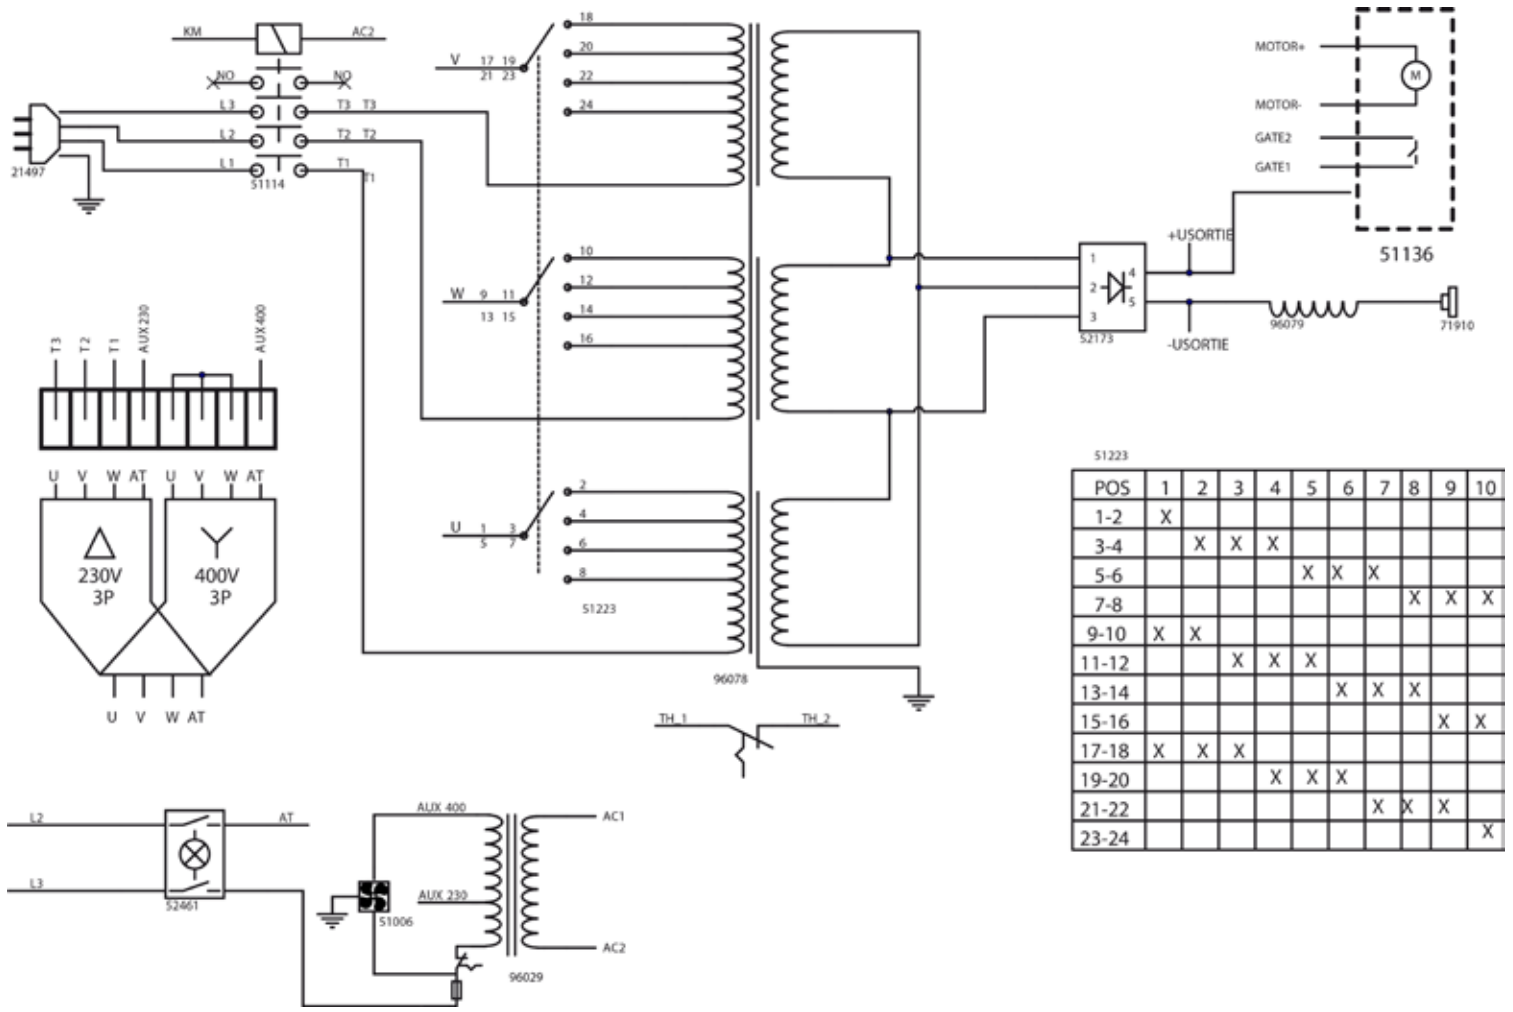 KM AC2
NO NO
L3 T3 T3
L2 T2 T2
L1 T1
T1
21497
51114
V 17 19
21 23
18
20
22
24
W 9 11
13 15
10
12
14
16
U 1 3
5 7
2
4
6
8
51223
96078
TH_1 TH_2
MOTOR+
M
MOTOR-
GATE2
GATE1
51136
+USORTIE
1
2
3
4
5
52173
-USORTIE
96079
71910
T3 T2 T1 AUX 230 AUX 400
U V W AT U V W AT
230V
3P
400V
3P
U V W AT
L2 AT
L3
52461
AUX 400
AUX 230
51006
AC1
AC2
96029
51223
POS 1 2 3 4 5 6 7 8 9 10
1-2 X
3-4 X X X
5-6 X X X
7-8 X X X
9-10 X X
11-12 X X X
13-14 X X X
15-16 X X
17-18 X X X
19-20 X X X
21-22 X X X
23-24 X